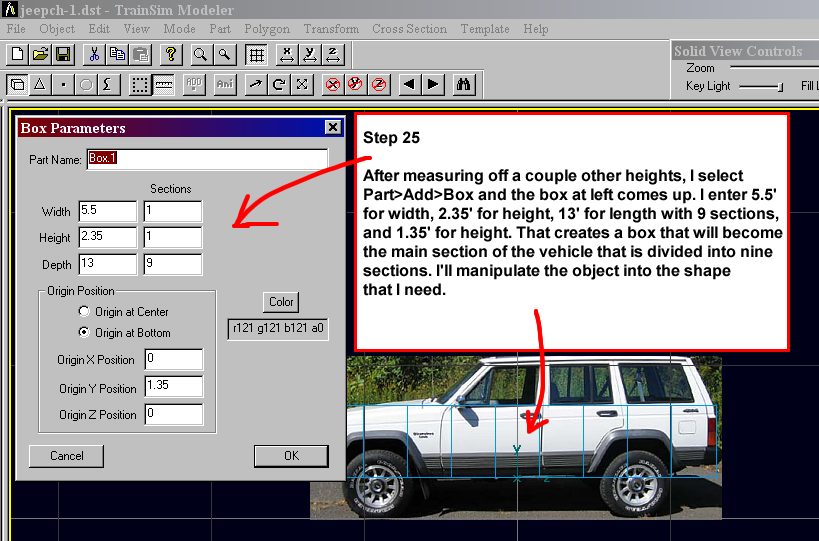 jeepch-1.dst - TrainSim Modeler
File Object Edit View Mode Part Polygon Transform Cross Section Template Help
? X Y Z
Solid View Controls
Zoom
ADD Ani
Key Light Fill L
Box Parameters
Part Name: Box.1
Sections
Width 5.5 1
Height 2.35 1
Depth 13 9
Origin Position
Origin at Center
Origin at Bottom
Color
r121 g121 b121 a0
Origin X Position 0
Origin Y Position 1.35
Origin Z Position 0
Cancel OK
Step 25
After measuring off a couple other heights, I select
Part>Add>Box and the box at left comes up. I enter 5.5'
for width, 2.35' for height, 13' for length with 9 sections,
and 1.35' for height. That creates a box that will become
the main section of the vehicle that is divided into nine
sections. I'll manipulate the object into the shape
that I need.
Y
X Z